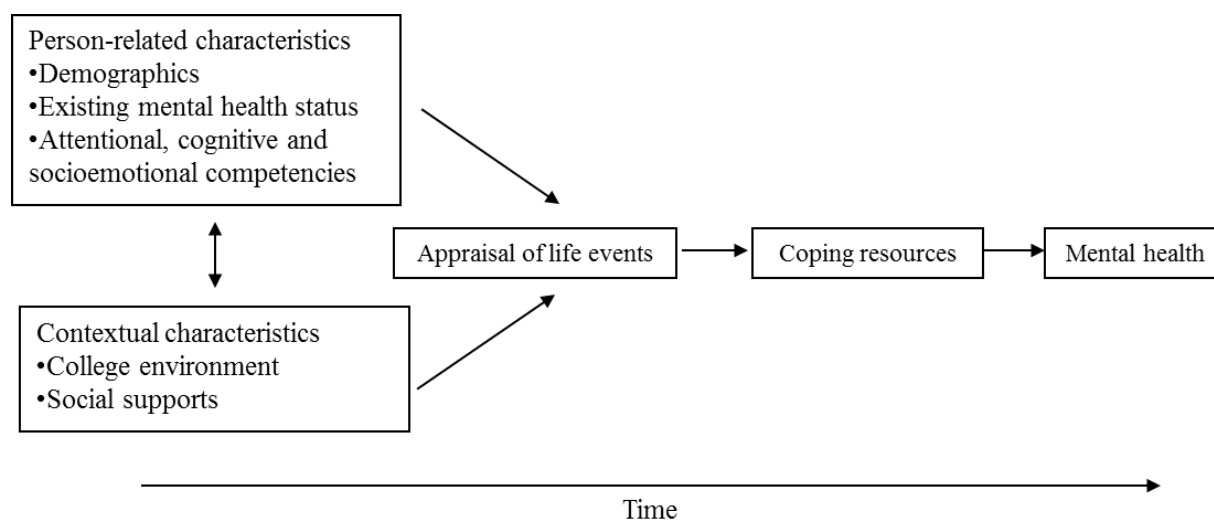 Person-related characteristics
•Demographics
•Existing mental health status
•Attentional, cognitive and
socioemotional competencies
Appraisal of life events
Coping resources
Mental health
Contextual characteristics
•College environment
•Social supports
Time